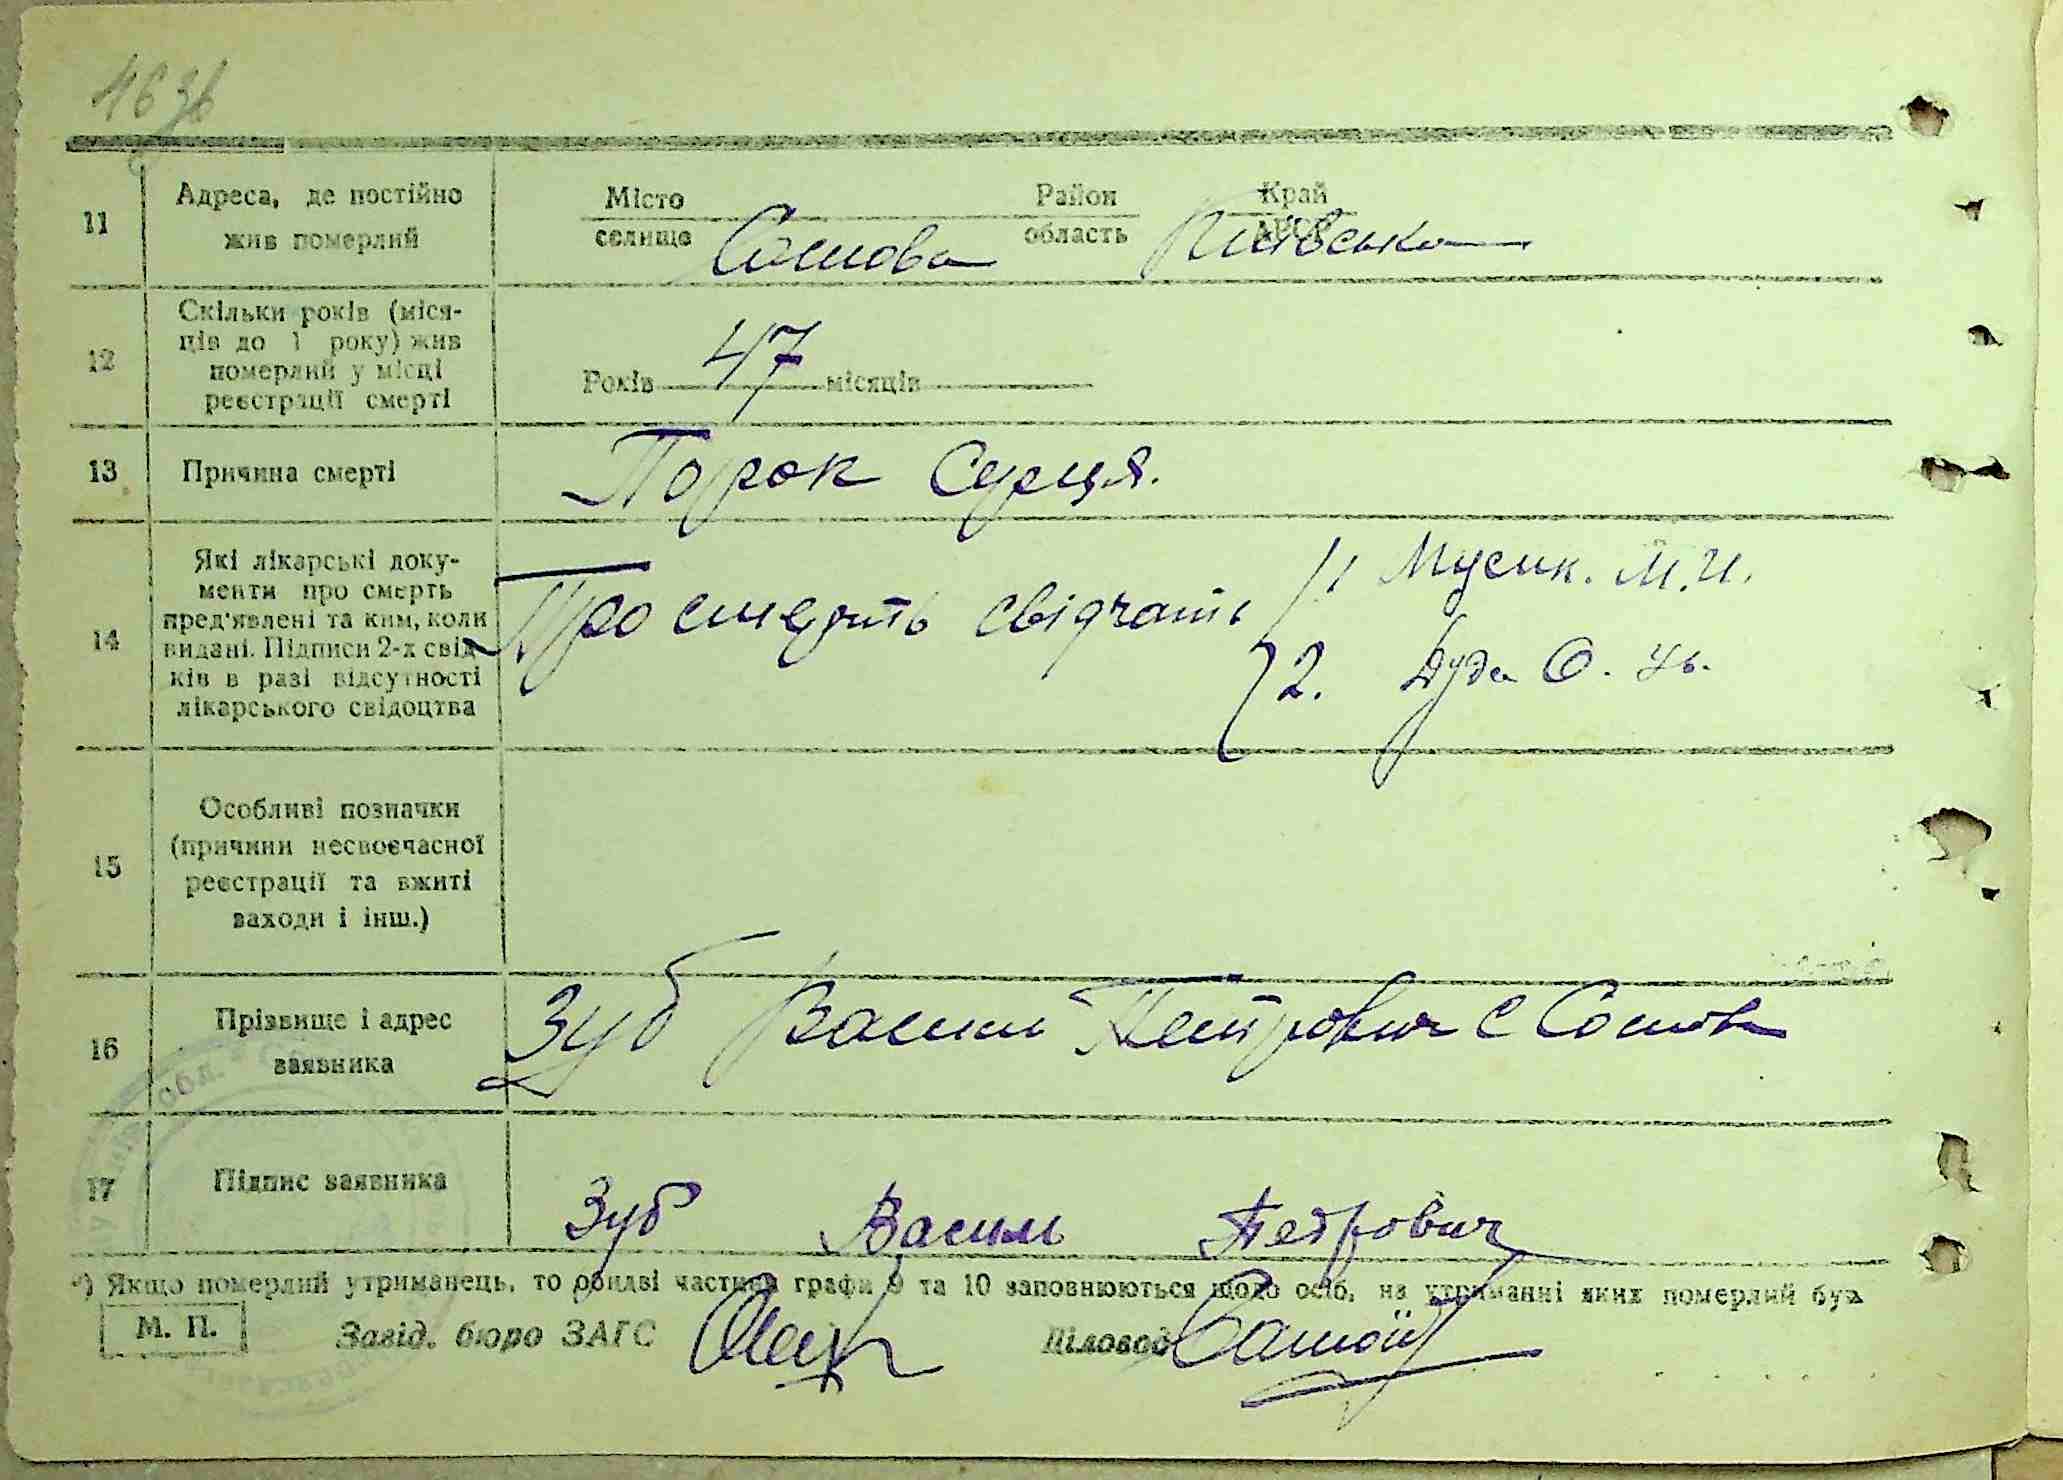 463б
11 Адреса, де постійно жив померлий
Місто селище Соснова Район область Край АРСР Київська
12 Скільки років (міся-
ців до 1 року) жив
померлий у місці
реєстрації смерті
Років 47 місяців
13 Причина смерті Порок Серця.
14 Які лікарські доку-
менти про смерть
пред'явлені та ким, коли
видані. Підписи 2-х свід-
ків в разі відсутності
лікарського свідоцтва
Про смерть свідчать 1 Мусик. М.И.
2. Дуда О.
15 Особливі позначки
(причини несвоєчасної
реєстрації та вжиті
заходи і інш.)
16 Прізвище і адрес
заявника
Зуб Васил Петрович с Соснова
17 Підпис заявника Зуб Василь Петрович
*) Якщо померлий утриманець, то обидві частини графи 9 та 10 заповнюються щодо осіб, на утриманні яких померлий був
М. П. Завід. бюро ЗАГС Діловод